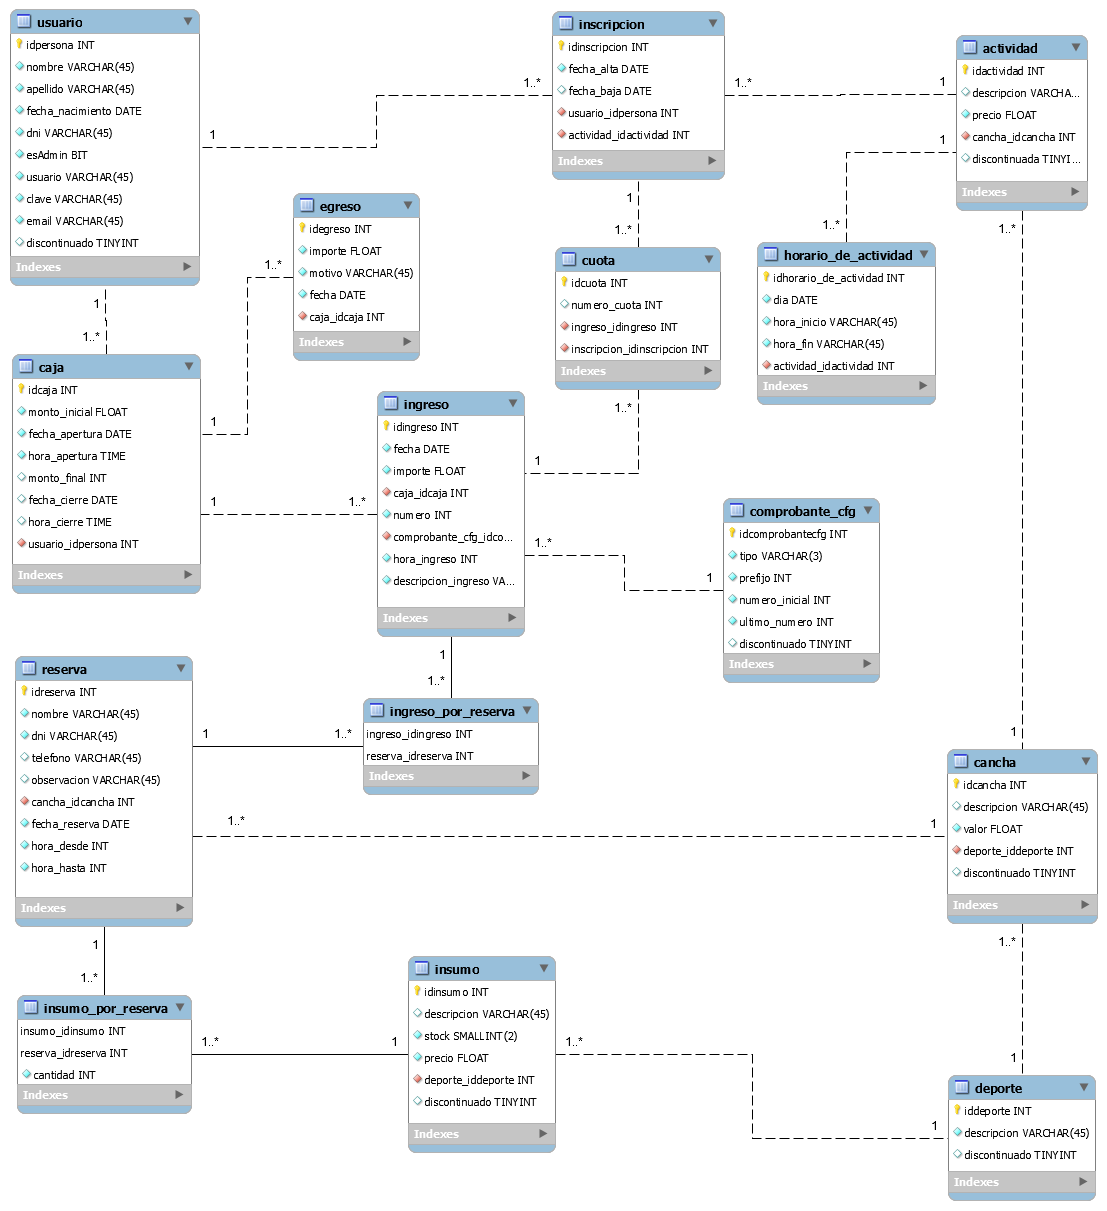 usuario
idpersona INT
nombre VARCHAR(45)
apellido VARCHAR(45)
fecha_nacimiento DATE
dni VARCHAR(45)
esAdmin BIT
usuario VARCHAR(45)
clave VARCHAR(45)
email VARCHAR(45)
discontinuado TINYINT
Indexes
1
1..*
inscripcion
idinscripcion INT
fecha_alta DATE
fecha_baja DATE
usuario_idpersona INT
actividad_idactividad INT
Indexes
1..*
1
actividad
idactividad INT
descripcion VARCHA...
precio FLOAT
cancha_idcancha INT
discontinuada TINYI...
Indexes
1
1..*
1..*
1
egreso
idegreso INT
importe FLOAT
motivo VARCHAR(45)
fecha DATE
caja_idcaja INT
Indexes
1..*
1
1
1..*
cuota
idcuota INT
numero_cuota INT
ingreso_idingreso INT
inscripcion_idinscripcion INT
Indexes
1..*
1
horario_de_actividad
idhorario_de_actividad INT
dia DATE
hora_inicio VARCHAR(45)
hora_fin VARCHAR(45)
actividad_idactividad INT
Indexes
1
1..*
caja
idcaja INT
monto_inicial FLOAT
fecha_apertura DATE
hora_apertura TIME
monto_final INT
fecha_cierre DATE
hora_cierre TIME
usuario_idpersona INT
Indexes
1
1..*
ingreso
idingreso INT
fecha DATE
importe FLOAT
caja_idcaja INT
numero INT
comprobante_cfg_idco...
hora_ingreso INT
descripcion_ingreso VA...
Indexes
1..*
1
comprobante_cfg
idcomprobantecfg INT
tipo VARCHAR(3)
prefijo INT
numero_inicial INT
ultimo_numero INT
discontinuado TINYINT
Indexes
1
1..*
reserva
idreserva INT
nombre VARCHAR(45)
dni VARCHAR(45)
telefono VARCHAR(45)
observacion VARCHAR(45)
cancha_idcancha INT
fecha_reserva DATE
hora_desde INT
hora_hasta INT
Indexes
1
1..*
ingreso_por_reserva
ingreso_idingreso INT
reserva_idreserva INT
Indexes
1..*
1
cancha
idcancha INT
descripcion VARCHAR(45)
valor FLOAT
deporte_iddeporte INT
discontinuado TINYINT
Indexes
1..*
1
1
1..*
insumo_por_reserva
insumo_idinsumo INT
reserva_idreserva INT
cantidad INT
Indexes
1..*
1
insumo
idinsumo INT
descripcion VARCHAR(45)
stock SMALLINT(2)
precio FLOAT
deporte_iddeporte INT
discontinuado TINYINT
Indexes
1..*
1
deporte
iddeporte INT
descripcion VARCHAR(45)
discontinuado TINYINT
Indexes